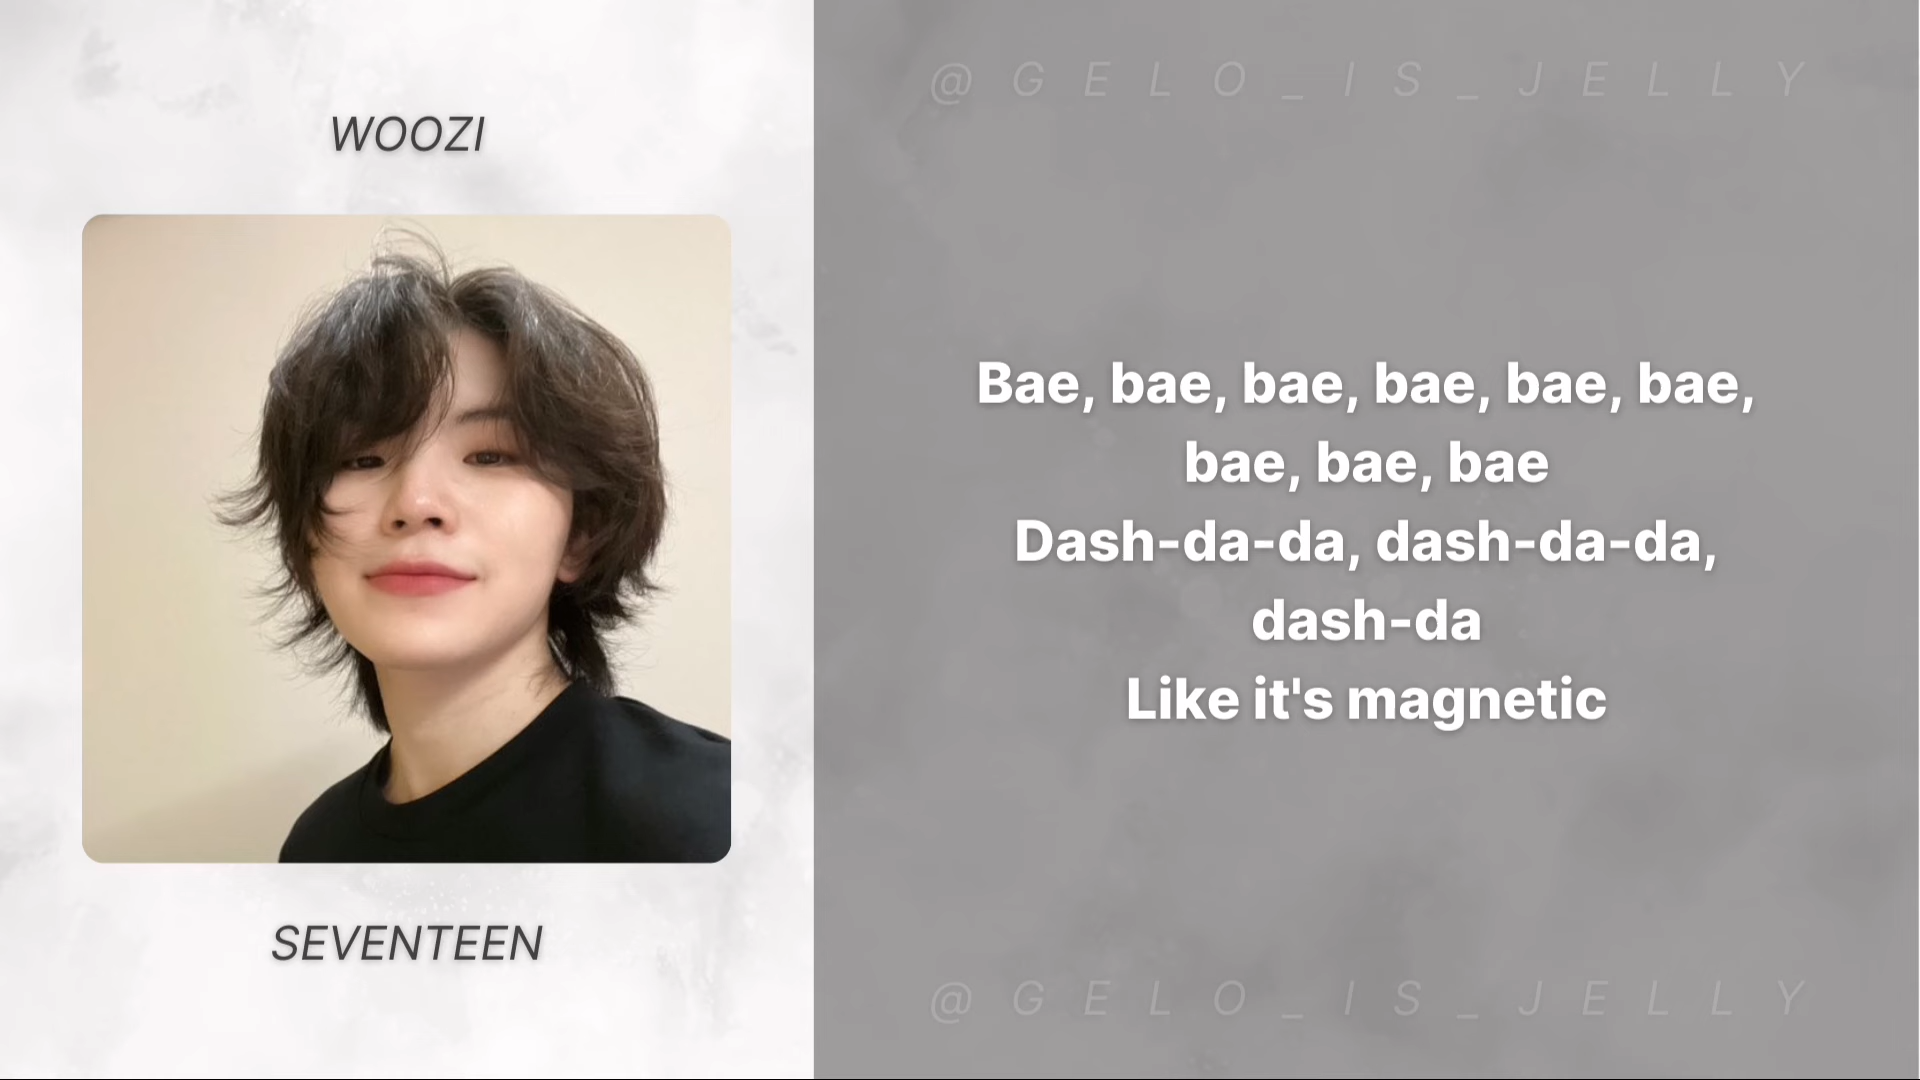 WOOZI
SEVENTEEN
@GELO_IS_JELLY
Bae, bae, bae, bae, bae, bae,
bae, bae, bae
Dash-da-da, dash-da-da,
dash-da
Like it's magnetic
@GELO_IS_JELLY